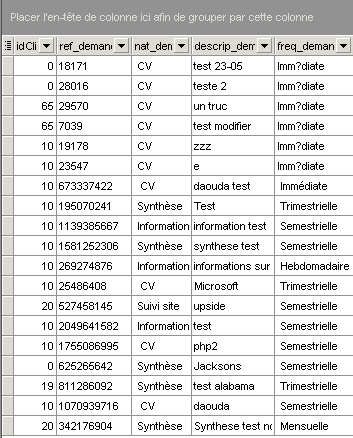 Placer l'en-tête de colonne ici afin de grouper par cette colonne
idCli ref_deman nat_den descrip_dem freq_deman
0 18171 CV test 23-05 Imm?diate
0 28016 CV teste 2 Imm?diate
65 29570 CV un truc Imm?diate
65 7039 CV test modifier Imm?diate
10 19178 CV zzz Imm?diate
10 23547 CV e Imm?diate
10 673337422 CV daouda test Immédiate
10 195070241 Synthèse Test Trimestrielle
10 1139385667 Information information test Semestrielle
10 1581252306 Synthèse synthese test Semestrielle
10 269274876 Information informations sur Hebdomadaire
10 25486408 CV Microsoft Trimestrielle
20 527458145 Suivi site upside Semestrielle
10 2049641582 Information test Semestrielle
10 1755086995 CV php2 Semestrielle
0 625265642 Synthèse Jacksons Semestrielle
19 811286092 Synthèse test alabama Trimestrielle
10 1070939716 CV daouda Semestrielle
20 342176904 Synthèse Synthese test no Mensuelle